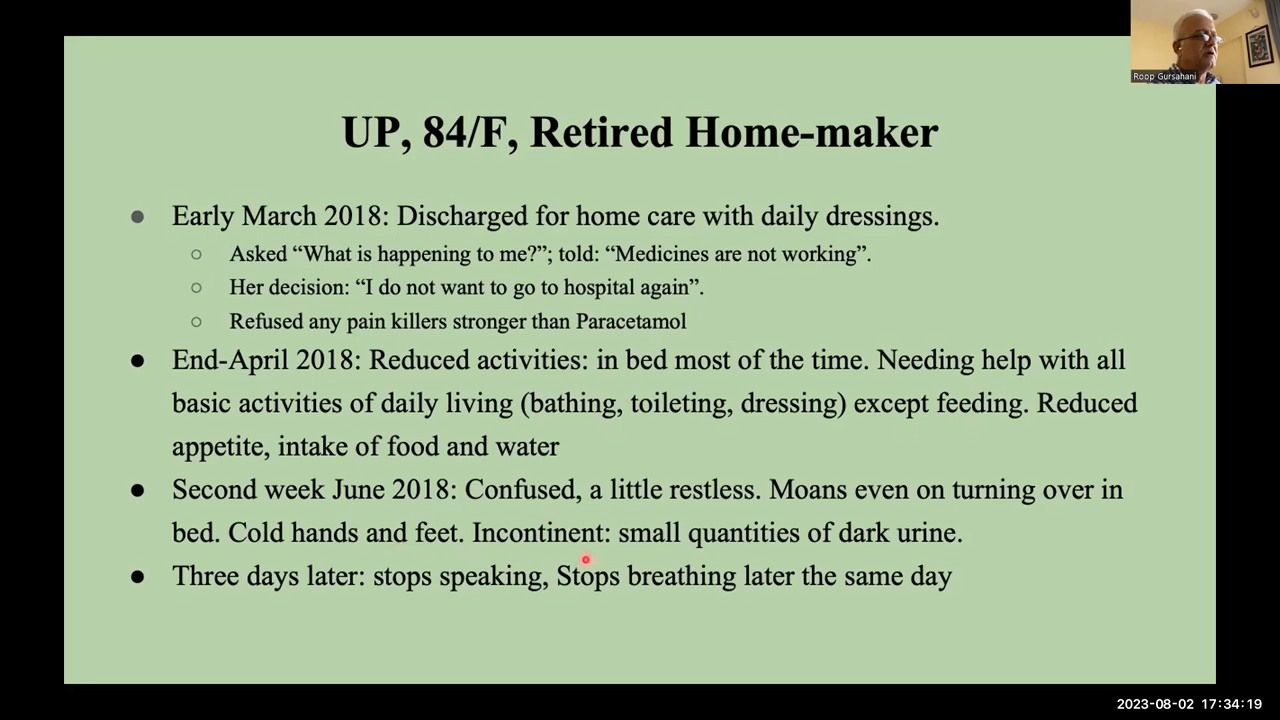 Roop Gursahani
UP, 84/F, Retired Home-maker
● Early March 2018: Discharged for home care with daily dressings.
○ Asked “What is happening to me?”; told: “Medicines are not working”.
○ Her decision: “I do not want to go to hospital again”.
○ Refused any pain killers stronger than Paracetamol
● End-April 2018: Reduced activities: in bed most of the time. Needing help with all
basic activities of daily living (bathing, toileting, dressing) except feeding. Reduced
appetite, intake of food and water
● Second week June 2018: Confused, a little restless. Moans even on turning over in
bed. Cold hands and feet. Incontinent: small quantities of dark urine.
● Three days later: stops speaking, Stops breathing later the same day
2023-08-02 17:34:19